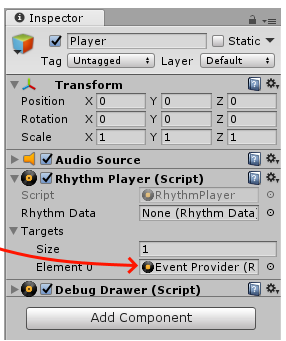 Inspector
Player
Static
Tag Untagged Layer Default
Transform
Position X 0 Y 0 Z 0
Rotation X 0 Y 0 Z 0
Scale X 1 Y 1 Z 1
Audio Source
Rhythm Player (Script)
Script RhythmPlayer
Rhythm Data None (Rhythm Data)
Targets
Size 1
Element 0 Event Provider (R
Debug Drawer (Script)
Add Component